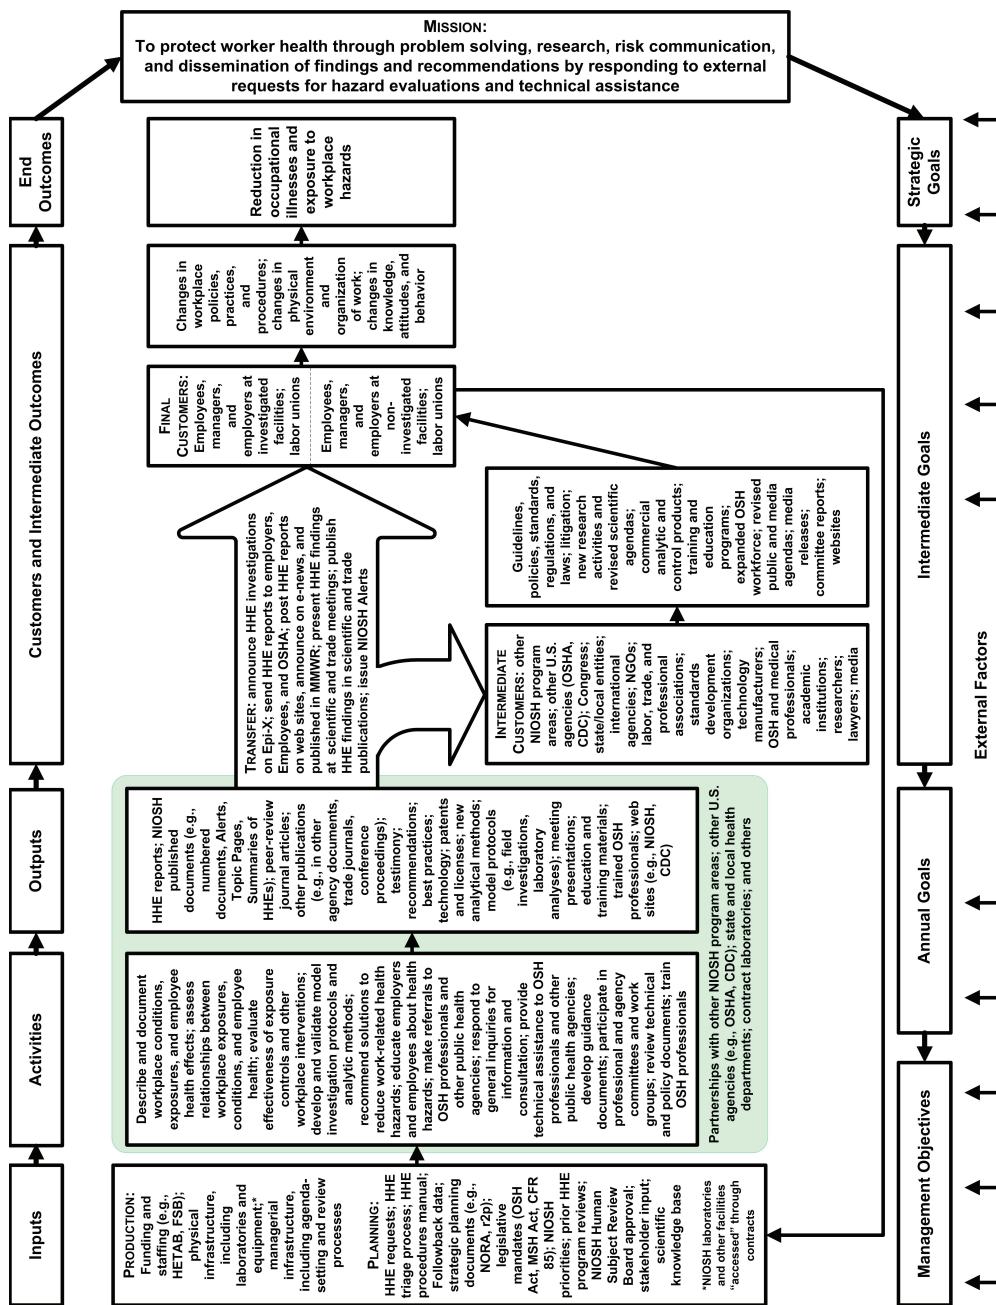 MISSION:
To protect worker health through problem solving, research, risk communication,
and dissemination of findings and recommendations by responding to external
requests for hazard evaluations and technical assistance
Inputs
Activities
Outputs
Customers and Intermediate Outcomes
End
Outcomes
PRODUCTION:
Funding and
staffing (e.g.,
HETAB, FSB);
physical
infrastructure,
including
laboratories and
equipment;*
managerial
infrastructure,
including agenda-
setting and review
processes
PLANNING:
HHE requests; HHE
triage process; HHE
procedures manual;
Followback data;
strategic planning
documents (e.g.,
NORA, r2p);
legislative
mandates (OSH
Act, MSH Act, CFR
85); NIOSH
priorities; prior HHE
program reviews;
NIOSH Human
Subject Review
Board approval;
stakeholder input;
scientific
knowledge base
*NIOSH laboratories
and other facilities
“accessed” through
contracts
Describe and document
workplace conditions,
exposures, and employee
health effects; assess
relationships between
workplace exposures,
conditions, and employee
health; evaluate
effectiveness of exposure
controls and other
workplace interventions;
develop and validate model
investigation protocols and
analytic methods;
recommend solutions to
reduce work-related health
hazards; educate employers
and employees about health
hazards; make referrals to
OSH professionals and
other public health
agencies; respond to
general inquiries for
information and
consultation; provide
technical assistance to OSH
professionals and other
public health agencies;
develop guidance
documents; participate in
professional and agency
committees and work
groups; review technical
and policy documents; train
OSH professionals
HHE reports; NIOSH
published
documents (e.g.,
numbered
documents, Alerts,
Topic Pages,
Summaries of
HHEs); peer-review
journal articles;
other publications
(e.g., in other
agency documents,
trade journals,
conference
proceedings);
testimony;
recommendations;
best practices;
technology; patents
and licenses; new
analytical methods;
model protocols
(e.g., field
investigations,
laboratory
analyses); meeting
presentations;
education and
training materials;
trained OSH
professionals; web
sites (e.g., NIOSH,
CDC)
Partnerships with other NIOSH program areas; other U.S.
agencies (e.g., OSHA, CDC); state and local health
departments; contract laboratories; and others
TRANSFER: announce HHE investigations
on Epi-X; send HHE reports to employers,
Employees, and OSHA; post HHE reports
on web sites, announce on e-news, and
published in MMWR; present HHE findings
at scientific and trade meetings; publish
HHE findings in scientific and trade
publications; issue NIOSH Alerts
INTERMEDIATE
CUSTOMERS: other
NIOSH program
areas; other U.S.
agencies (OSHA,
CDC); Congress;
state/local entities;
international
agencies; NGOs;
labor, trade, and
professional
associations;
standards
development
organizations;
technology
manufacturers;
OSH and medical
professionals;
academic
institutions;
researchers;
lawyers; media
Guidelines,
policies, standards,
regulations, and
laws; litigation;
new research
activities and
revised scientific
agendas;
commercial
analytic and
control products;
training and
education
programs;
expanded OSH
workforce; revised
public and media
agendas; media
releases;
committee reports;
websites
FINAL
CUSTOMERS:
Employees,
managers,
and
employers at
investigated
facilities;
labor unions
Employees,
managers,
and
employers at
non-
investigated
facilities;
labor unions
Changes in
workplace
policies,
practices,
and
procedures;
changes in
physical
environment
and
organization
of work;
changes in
knowledge,
attitudes, and
behavior
Reduction in
occupational
illnesses and
exposure to
workplace
hazards
Management Objectives
Annual Goals
Intermediate Goals
Strategic
Goals
External Factors